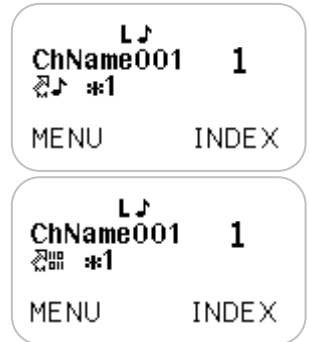 L♪
ChName001 1
♪ *1
MENU INDEX
L♪
ChName001 1
*1
MENU INDEX